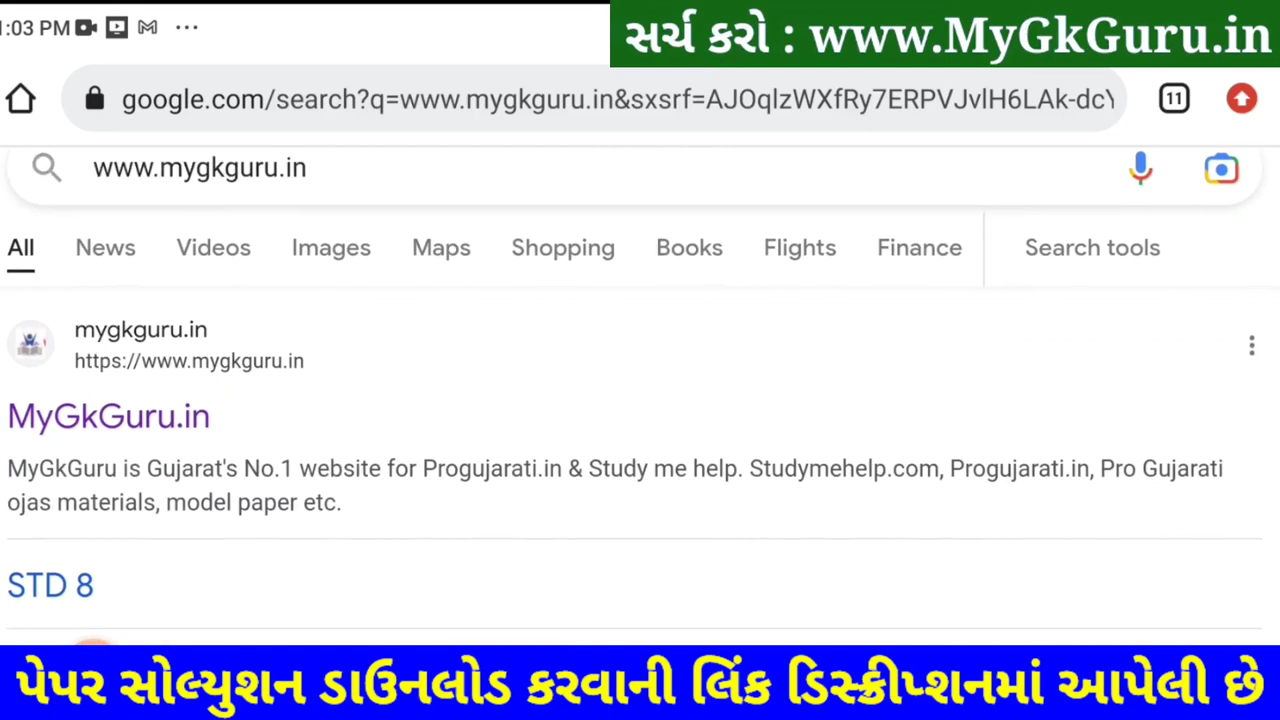 1:03 PM
સર્ચ કરો : www.MyGkGuru.in
google.com/search?q=www.mygkguru.in&sxsrf=AJOqlzWXfRy7ERPVJvlH6LAk-dcY
11
www.mygkguru.in
All News Videos Images Maps Shopping Books Flights Finance Search tools
mygkguru.in
https://www.mygkguru.in
MyGkGuru.in
MyGkGuru is Gujarat's No.1 website for Progujarati.in & Study me help. Studymehelp.com, Progujarati.in, Pro Gujarati
ojas materials, model paper etc.
STD 8
પેપર સોલ્યુશન ડાઉનલોડ કરવાની લિંક ડિસ્ક્રીપ્શનમાં આપેલી છે